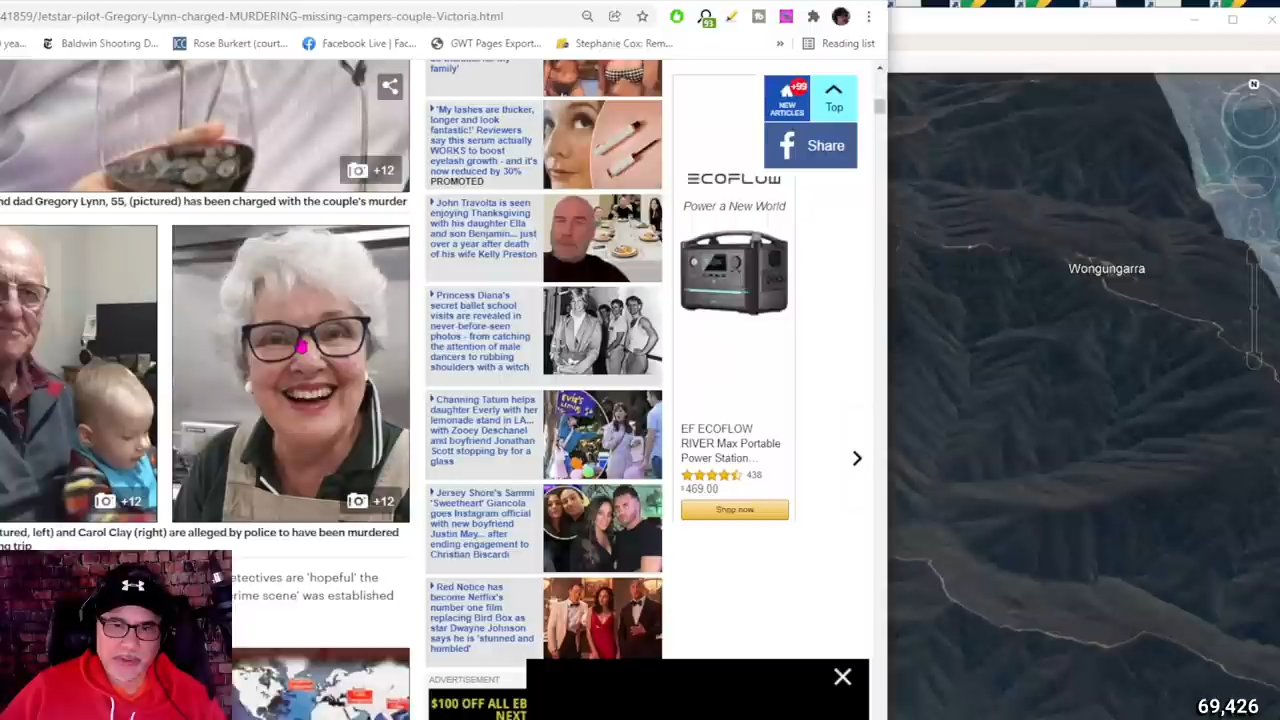 41859/Jetstar-pilot-Gregory-Lynn-charged-MURDERING-missing-campers-couple-Victoria.html
93
Baldwin Shooting D...
Rose Burkert (court...
Facebook Live | Fac...
GWT Pages Export...
Stephanie Cox: Rem...
»
Reading list
+12
nd dad Gregory Lynn, 55, (pictured) has been charged with the couple's murder
+12
+12
tured, left) and Carol Clay (right) are alleged by police to have been murdered
ng trip
etectives are 'hopeful' the
rime scene' was established
family'
'My lashes are thicker,
longer and look
fantastic!' Reviewers
say this serum actually
WORKS to boost
eyelash growth - and it's
now reduced by 30%
PROMOTED
John Travolta is seen
enjoying Thanksgiving
with his daughter Ella
and son Benjamin... just
over a year after death
of his wife Kelly Preston
Princess Diana's
secret ballet school
visits are revealed in
never-before-seen
photos - from catching
the attention of male
dancers to rubbing
shoulders with a witch
Channing Tatum helps
daughter Everly with her
lemonade stand in LA...
with Zooey Deschanel
and boyfriend Jonathan
Scott stopping by for a
glass
Jersey Shore's Sammi
'Sweetheart' Giancola
goes Instagram official
with new boyfriend
Justin May... after
ending engagement to
Christian Biscardi
Red Notice has
become Netflix's
number one film
replacing Bird Box as
star Dwayne Johnson
says he is 'stunned and
humbled'
ADVERTISEMENT
$100 OFF ALL EB
NEXT
+99
NEW
ARTICLES
Top
Share
ECOFLOW
Power a New World
EF ECOFLOW
RIVER Max Portable
Power Station...
438
$469.00
Shop now
Wongungarra
N
69,426